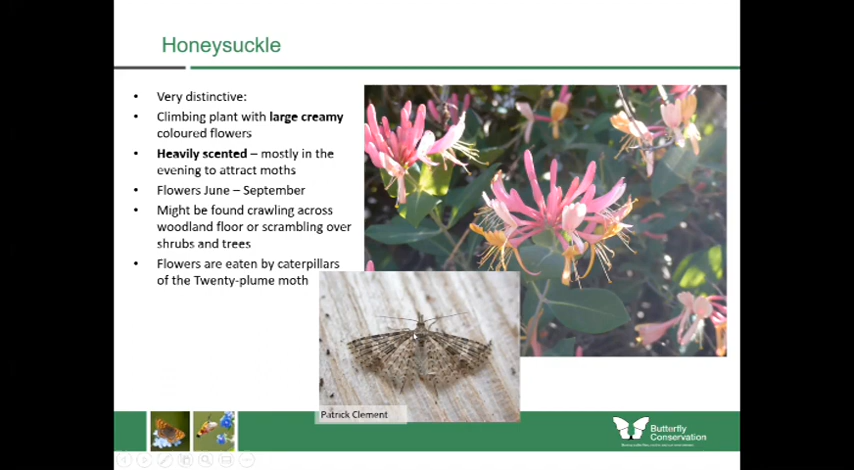 Honeysuckle
• Very distinctive:
• Climbing plant with large creamy
coloured flowers
• Heavily scented – mostly in the
evening to attract moths
• Flowers June – September
• Might be found crawling across
woodland floor or scrambling over
shrubs and trees
• Flowers are eaten by caterpillars
of the Twenty-plume moth
Patrick Clement
Butterfly
Conservation